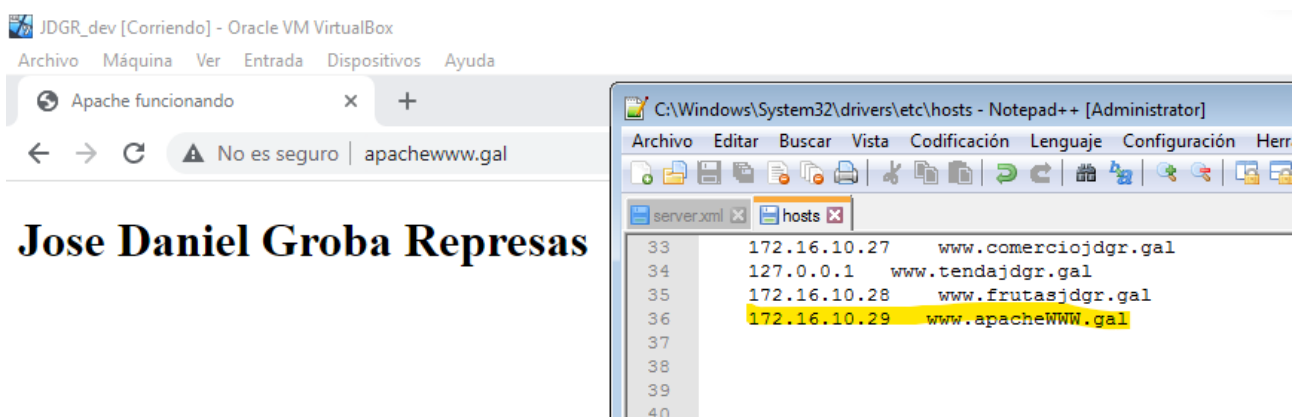 JDGR_dev [Corriendo] - Oracle VM VirtualBox
Archivo Máquina Ver Entrada Dispositivos Ayuda
Apache funcionando
No es seguro | apachewww.gal
Jose Daniel Groba Represas
C:\Windows\System32\drivers\etc\hosts - Notepad++ [Administrator]
Archivo Editar Buscar Vista Codificación Lenguaje Configuración Herra
server.xml hosts
33 172.16.10.27 www.comerciojdgr.gal
34 127.0.0.1 www.tendajdgr.gal
35 172.16.10.28 www.frutasjdgr.gal
36 172.16.10.29 www.apacheWWW.gal
37
38
39
40